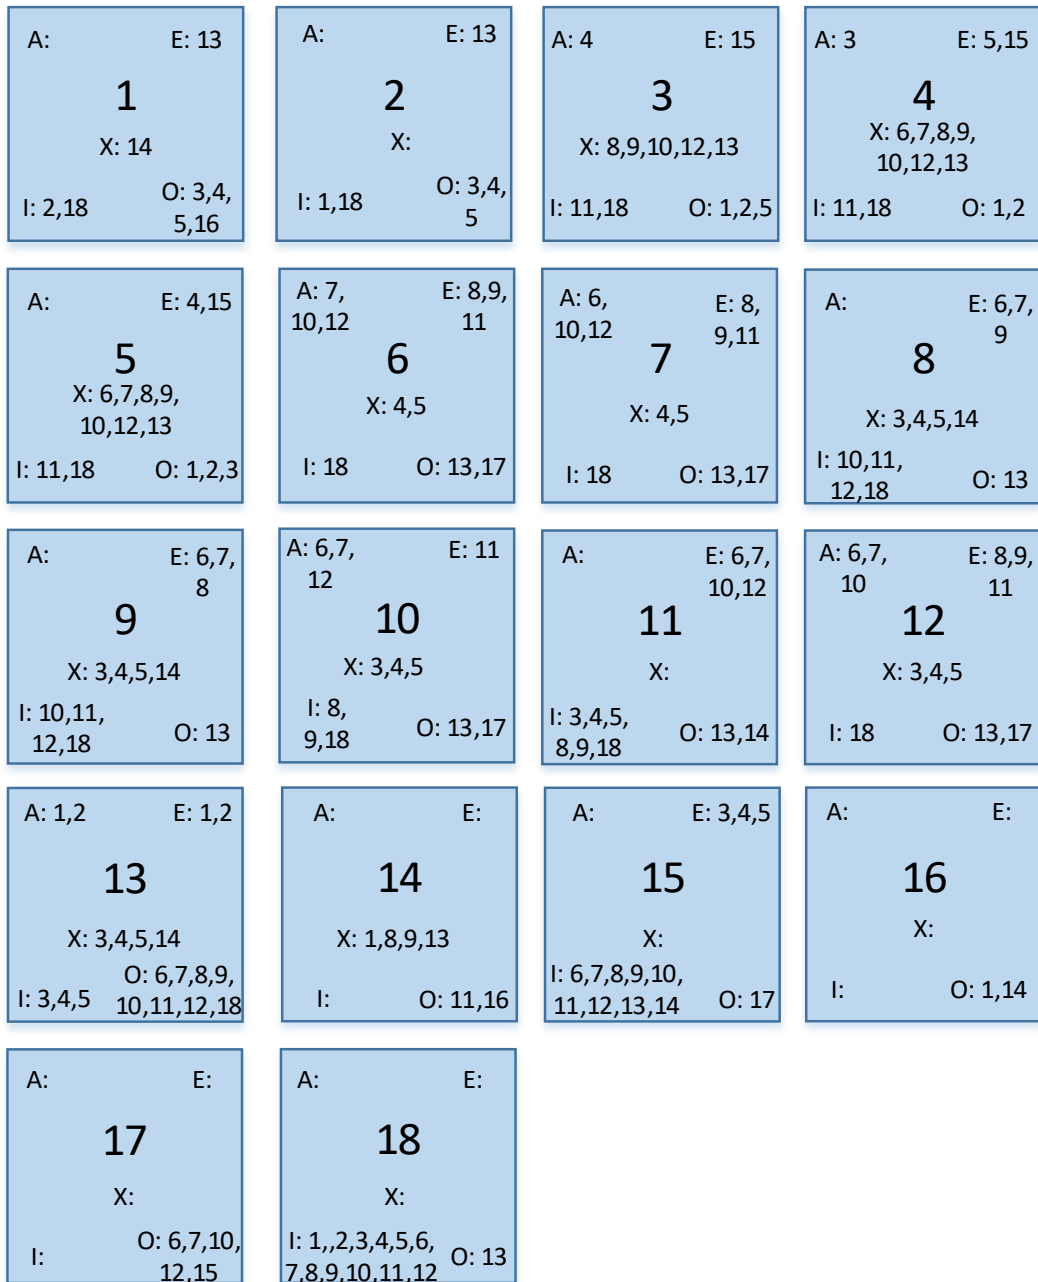 A: E: 13
1
X: 14
I: 2,18 O: 3,4,
5,16
A: E: 13
2
X:
I: 1,18 O: 3,4,
5
A: 4 E: 15
3
X: 8,9,10,12,13
I: 11,18 O: 1,2,5
A: 3 E: 5,15
4
X: 6,7,8,9,
10,12,13
I: 11,18 O: 1,2
A: E: 4,15
5
X: 6,7,8,9,
10,12,13
I: 11,18 O: 1,2,3
A: 7, E: 8,9,
10,12 11
6
X: 4,5
I: 18 O: 13,17
A: 6, E: 8,
10,12 9,11
7
X: 4,5
I: 18 O: 13,17
A: E: 6,7,
9
8
X: 3,4,5,14
I: 10,11,
12,18 O: 13
A: E: 6,7,
8
9
X: 3,4,5,14
I: 10,11,
12,18 O: 13
A: 6,7, E: 11
12
10
X: 3,4,5
I: 8,
9,18 O: 13,17
A: E: 6,7,
10,12
11
X:
I: 3,4,5,
8,9,18 O: 13,14
A: 6,7, E: 8,9,
10 11
12
X: 3,4,5
I: 18 O: 13,17
A: 1,2 E: 1,2
13
X: 3,4,5,14
O: 6,7,8,9,
I: 3,4,5 10,11,12,18
A: E:
14
X: 1,8,9,13
I: O: 11,16
A: E: 3,4,5
15
X:
I: 6,7,8,9,10,
11,12,13,14 O: 17
A: E:
16
X:
I: O: 1,14
A: E:
17
X:
I: O: 6,7,10,
12,15
A: E:
18
X:
I: 1,,2,3,4,5,6,
7,8,9,10,11,12 O: 13